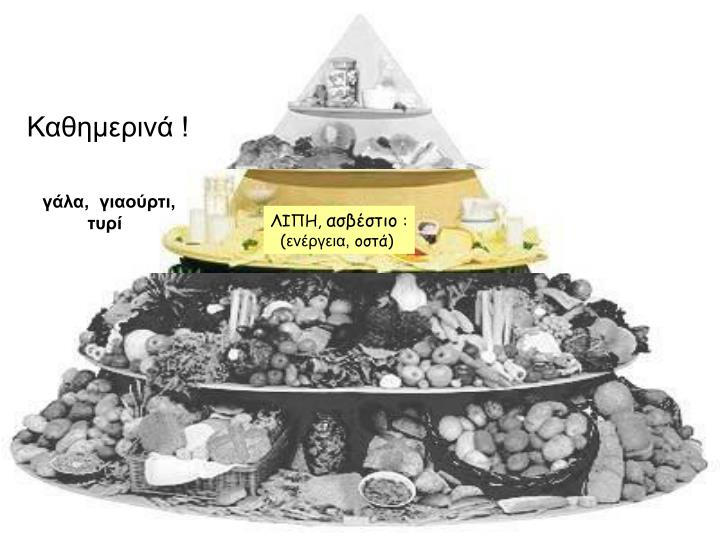 Καθημερινά !
γάλα, γιαούρτι,
τυρί
ΛΙΠΗ, ασβέστιο :
(ενέργεια, οστά)